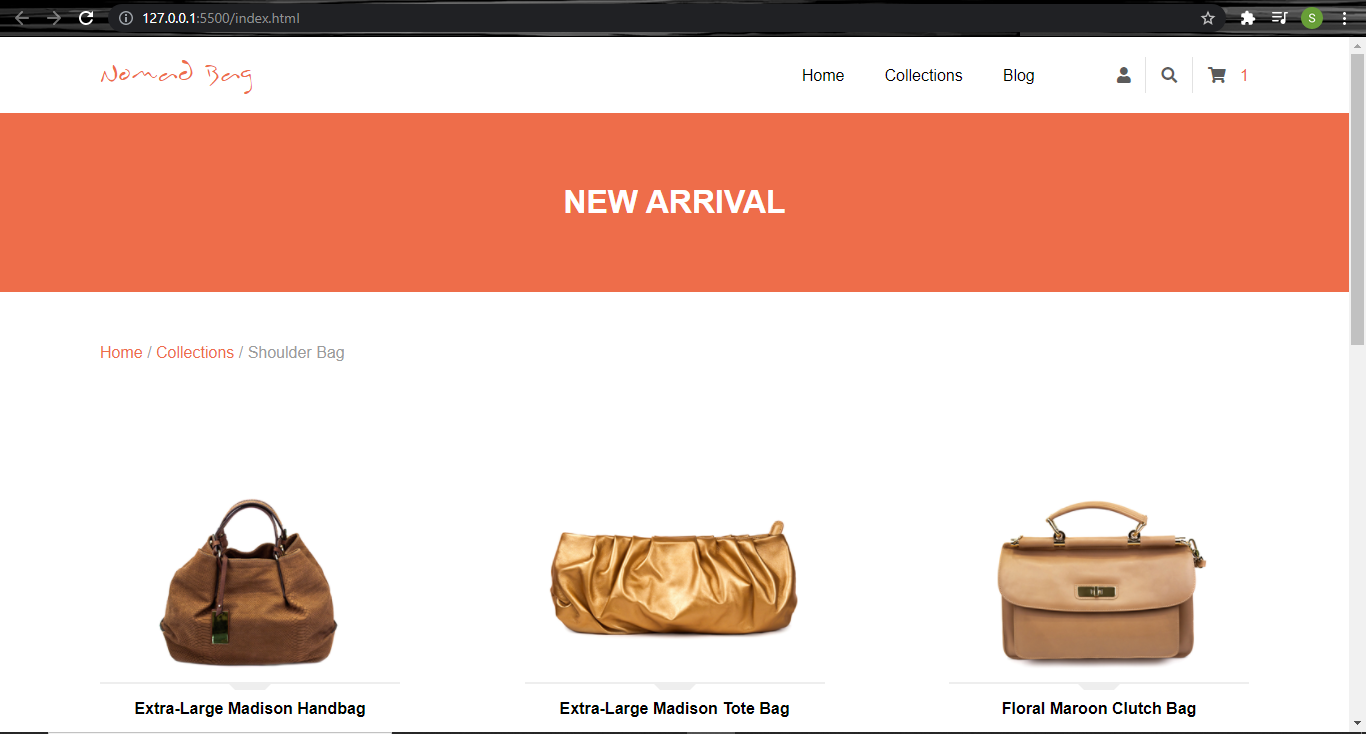 127.0.0.1:5500/index.html
S
Nomad Bag
Home
Collections
Blog
1
NEW ARRIVAL
Home / Collections / Shoulder Bag
Extra-Large Madison Handbag
Extra-Large Madison Tote Bag
Floral Maroon Clutch Bag